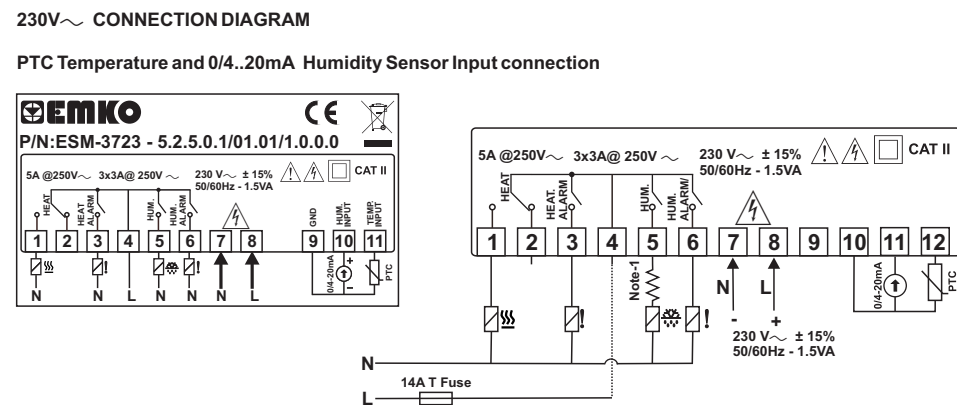 230V～ CONNECTION DIAGRAM
PTC Temperature and 0/4..20mA Humidity Sensor Input connection
EMKO CE
P/N:ESM-3723 - 5.2.5.0.1/01.01/1.0.0.0
5A @250V～ 3x3A@ 250V ～ 230 V～ ± 15% CAT II
50/60Hz - 1.5VA
HEAT HEAT ALARM HUM. HUM. ALARM GND HUM. INPUT TEMP. INPUT
1 2 3 4 5 6 7 8 9 10 11
! ! 0/4-20mA + - PTC
N N L N N N L
5A @250V～ 3x3A@ 250V ～ 230 V～ ± 15% CAT II
50/60Hz - 1.5VA
HEAT HEAT. ALARM HUM. HUM. ALARM/
1 2 3 4 5 6 7 8 9 10 11 12
Note-1 N L 0/4-20mA PTC
! !
- +
230 V～ ± 15%
50/60Hz - 1.5VA
N
14A T Fuse
L